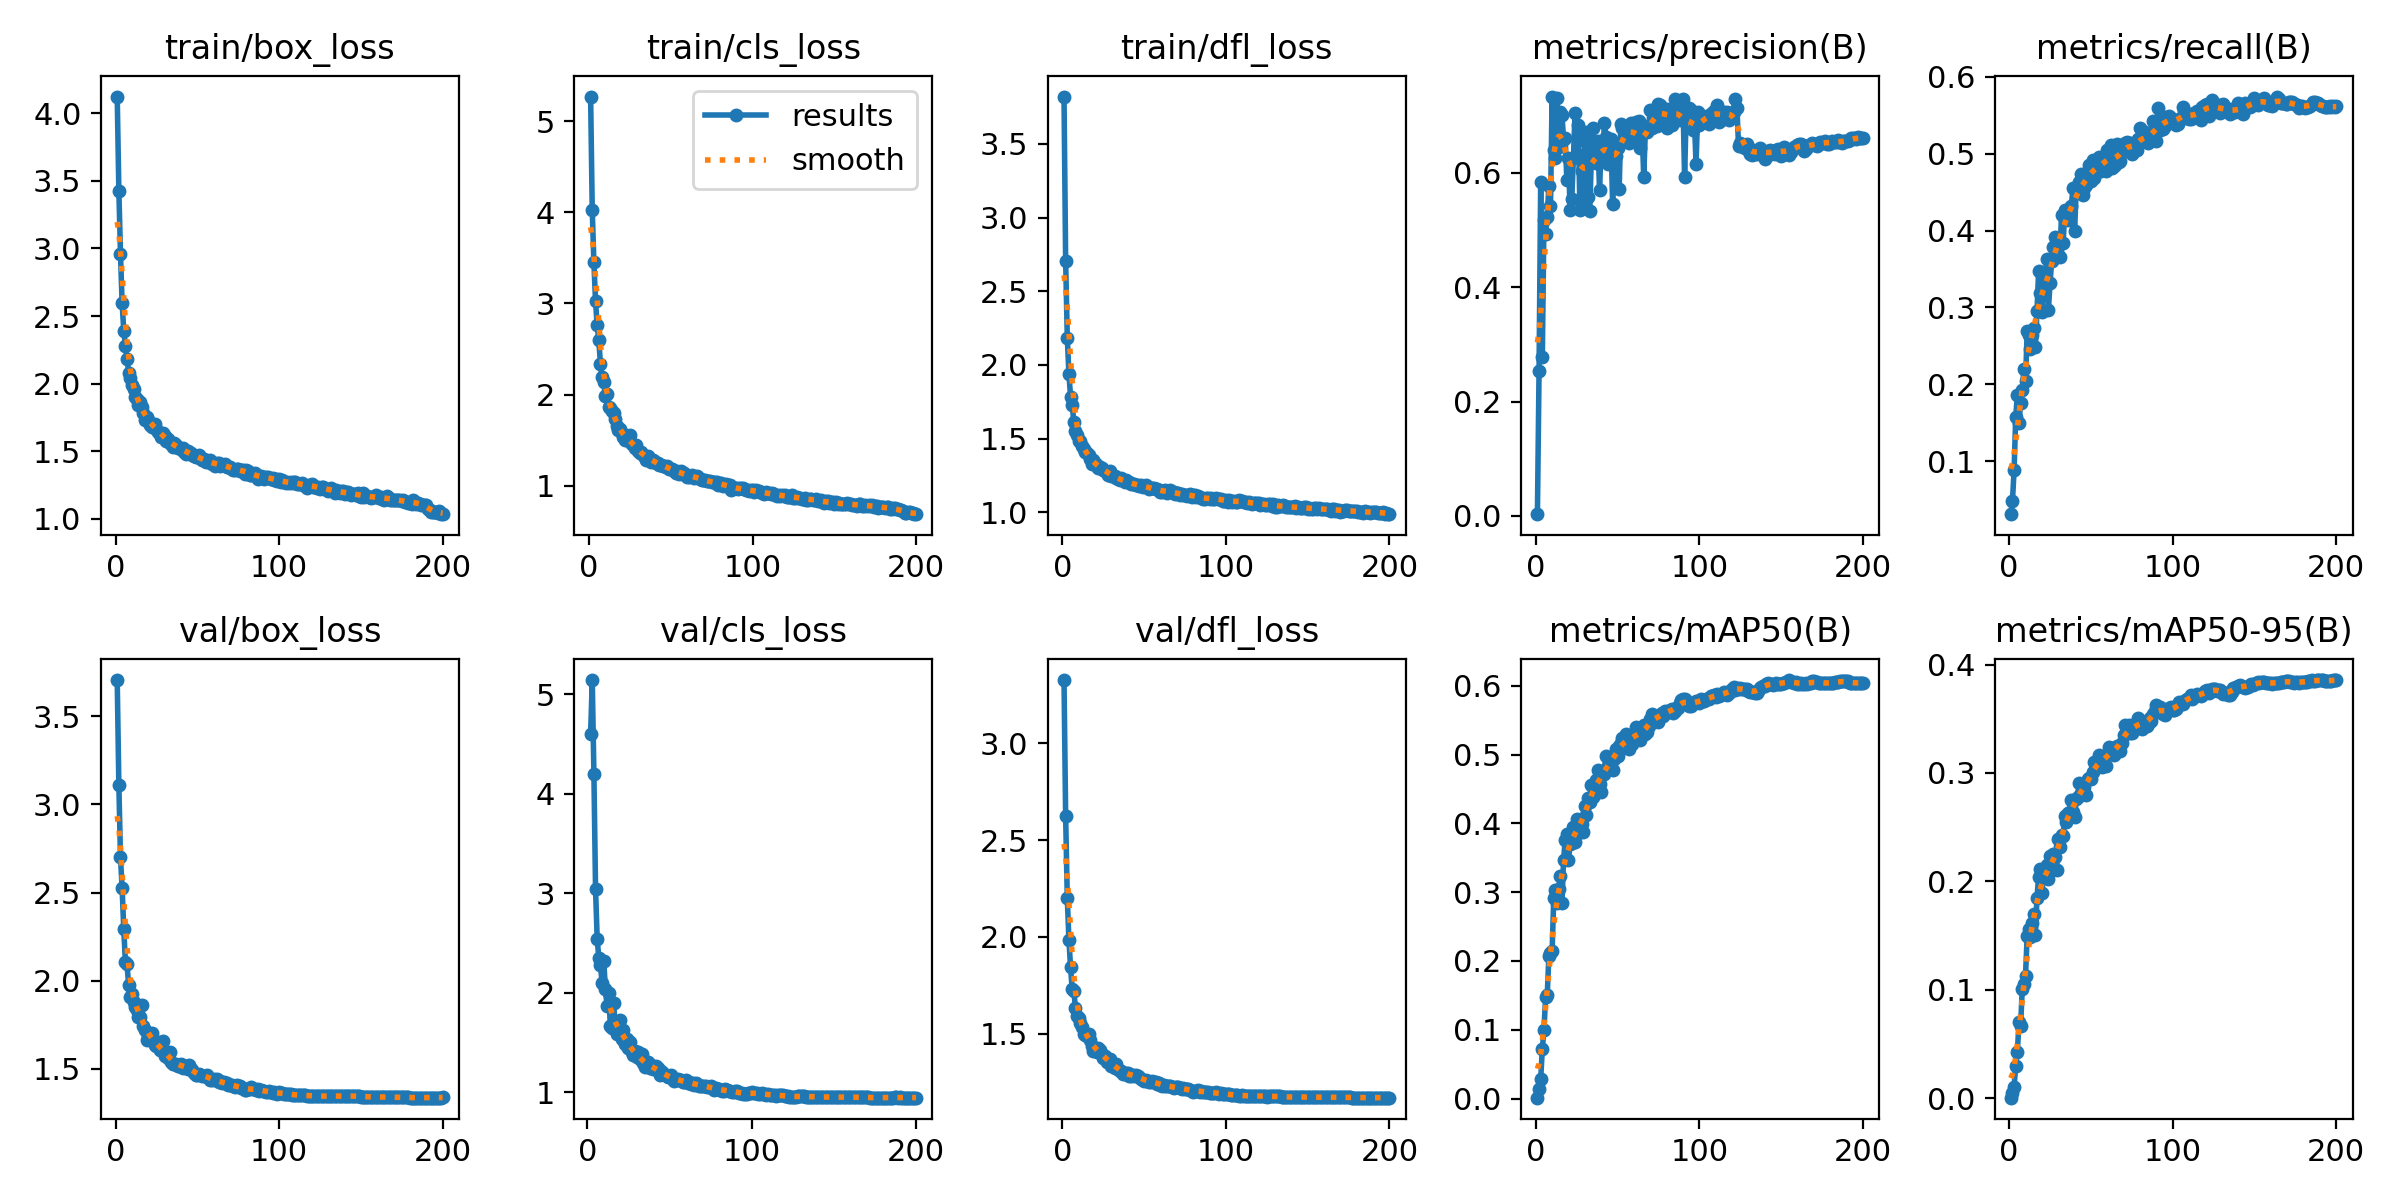 train/box_loss
4.0
3.5
3.0
2.5
2.0
1.5
1.0
0 100 200
train/cls_loss
results
smooth
5
4
3
2
1
0 100 200
train/dfl_loss
3.5
3.0
2.5
2.0
1.5
1.0
0 100 200
metrics/precision(B)
0.6
0.4
0.2
0.0
0 100 200
metrics/recall(B)
0.6
0.5
0.4
0.3
0.2
0.1
0 100 200
val/box_loss
3.5
3.0
2.5
2.0
1.5
0 100 200
val/cls_loss
5
4
3
2
1
0 100 200
val/dfl_loss
3.0
2.5
2.0
1.5
0 100 200
metrics/mAP50(B)
0.6
0.5
0.4
0.3
0.2
0.1
0.0
0 100 200
metrics/mAP50-95(B)
0.4
0.3
0.2
0.1
0.0
0 100 200